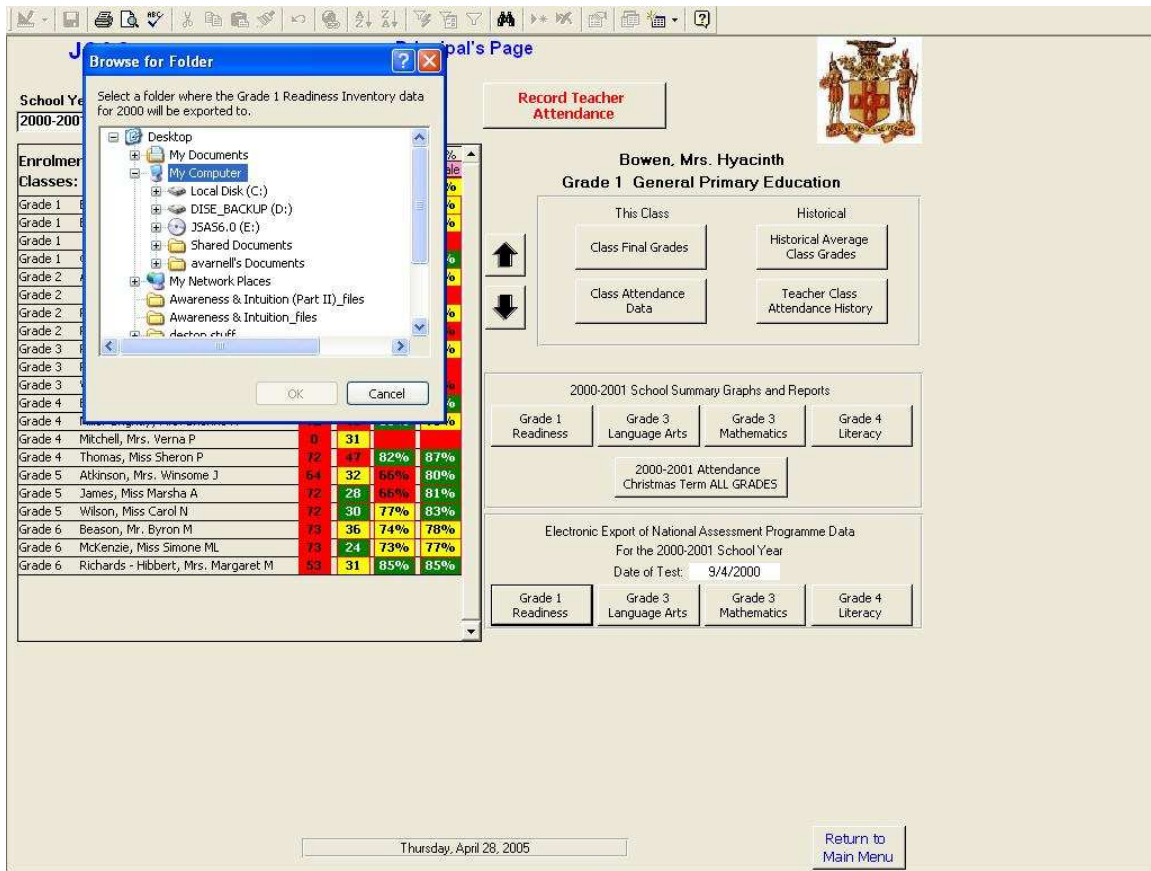 Principal's Page
Browse for Folder
Select a folder where the Grade 1 Readiness Inventory data
for 2000 will be exported to.
Desktop
My Documents
My Computer
Local Disk (C:)
DISE_BACKUP (D:)
JSAS6.0 (E:)
Shared Documents
avarnell's Documents
My Network Places
Awareness & Intuition (Part II)_files
Awareness & Intuition_files
OK Cancel
School Ye
2000-200
Record Teacher
Attendance
Enrolmen
Classes:
Grade 1
Grade 1
Grade 1
Grade 1
Grade 2
Grade 2
Grade 2
Grade 2
Grade 3
Grade 3
Grade 3
Grade 4
Grade 4
Grade 4 Mitchell, Mrs. Verna P 0 31
Grade 4 Thomas, Miss Sheron P 72 47 82% 87%
Grade 5 Atkinson, Mrs. Winsome J 64 32 66% 80%
Grade 5 James, Miss Marsha A 72 28 66% 81%
Grade 5 Wilson, Miss Carol N 72 30 77% 83%
Grade 6 Beason, Mr. Byron M 73 36 74% 78%
Grade 6 McKenzie, Miss Simone ML 73 24 73% 77%
Grade 6 Richards - Hibbert, Mrs. Margaret M 53 31 85% 85%
Bowen, Mrs. Hyacinth
Grade 1 General Primary Education
This Class Historical
Class Final Grades
Historical Average
Class Grades
Class Attendance
Data
Teacher Class
Attendance History
2000-2001 School Summary Graphs and Reports
Grade 1
Readiness
Grade 3
Language Arts
Grade 3
Mathematics
Grade 4
Literacy
2000-2001 Attendance
Christmas Term ALL GRADES
Electronic Export of National Assessment Programme Data
For the 2000-2001 School Year
Date of Test: 9/4/2000
Grade 1
Readiness
Grade 3
Language Arts
Grade 3
Mathematics
Grade 4
Literacy
Thursday, April 28, 2005
Return to
Main Menu